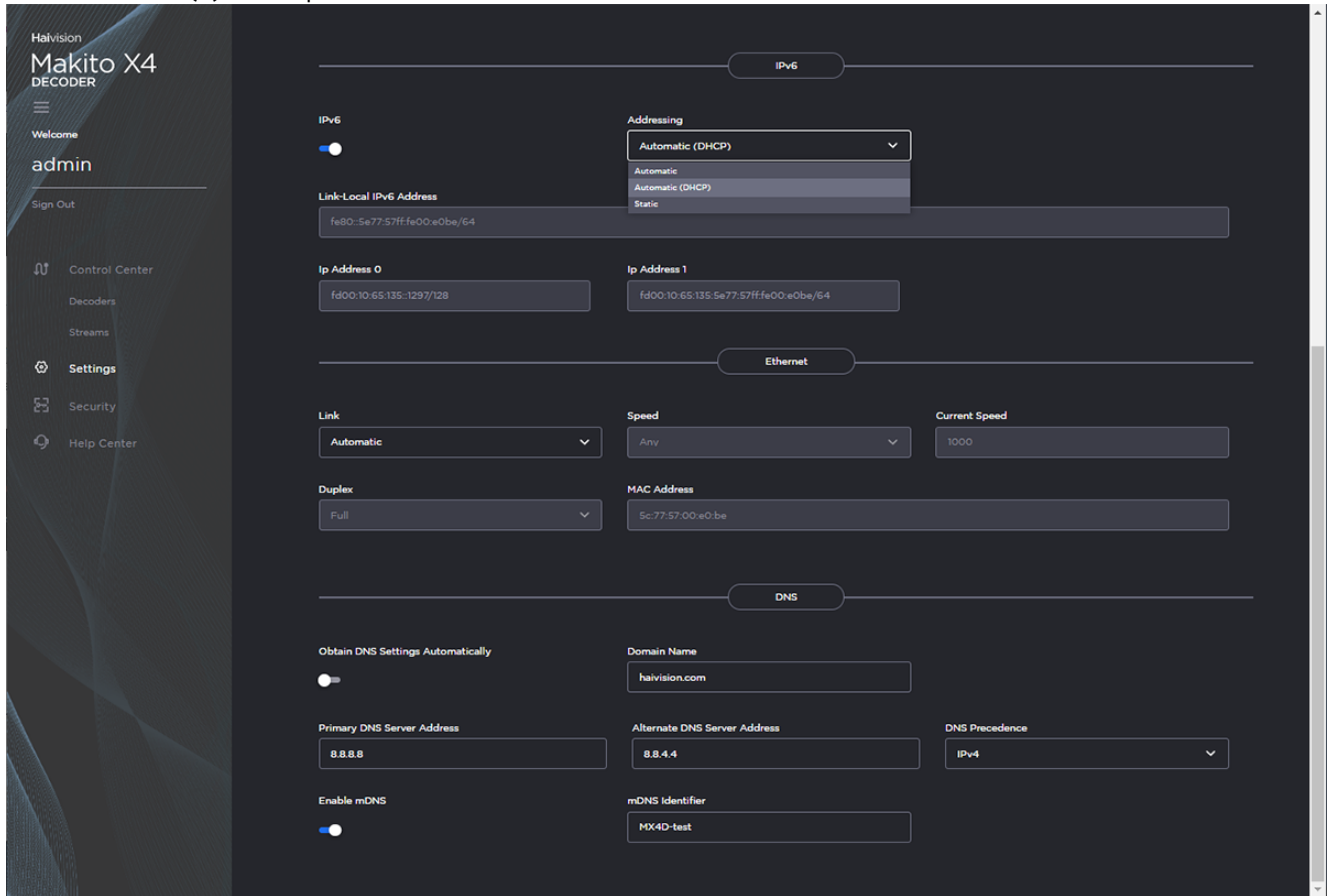 Haivision
Makito X4
DECODER
Welcome
admin
Sign Out
Control Center
Decoders
Streams
Settings
Security
Help Center
IPv6
IPv6
Addressing
Automatic (DHCP)
Automatic
Automatic (DHCP)
Static
Link-Local IPv6 Address
fe80::5e77:57ff:fe00:e0be/64
Ip Address 0
Ip Address 1
fd00:10:65:135::1297/128
fd00:10:65:135:5e77:57ff:fe00:e0be/64
Ethernet
Link
Speed
Current Speed
Automatic
Any
1000
Duplex
MAC Address
Full
5c:77:57:00:e0:be
DNS
Obtain DNS Settings Automatically
Domain Name
haivision.com
Primary DNS Server Address
Alternate DNS Server Address
DNS Precedence
8.8.8.8
8.8.4.4
IPv4
Enable mDNS
mDNS Identifier
MX4D-test